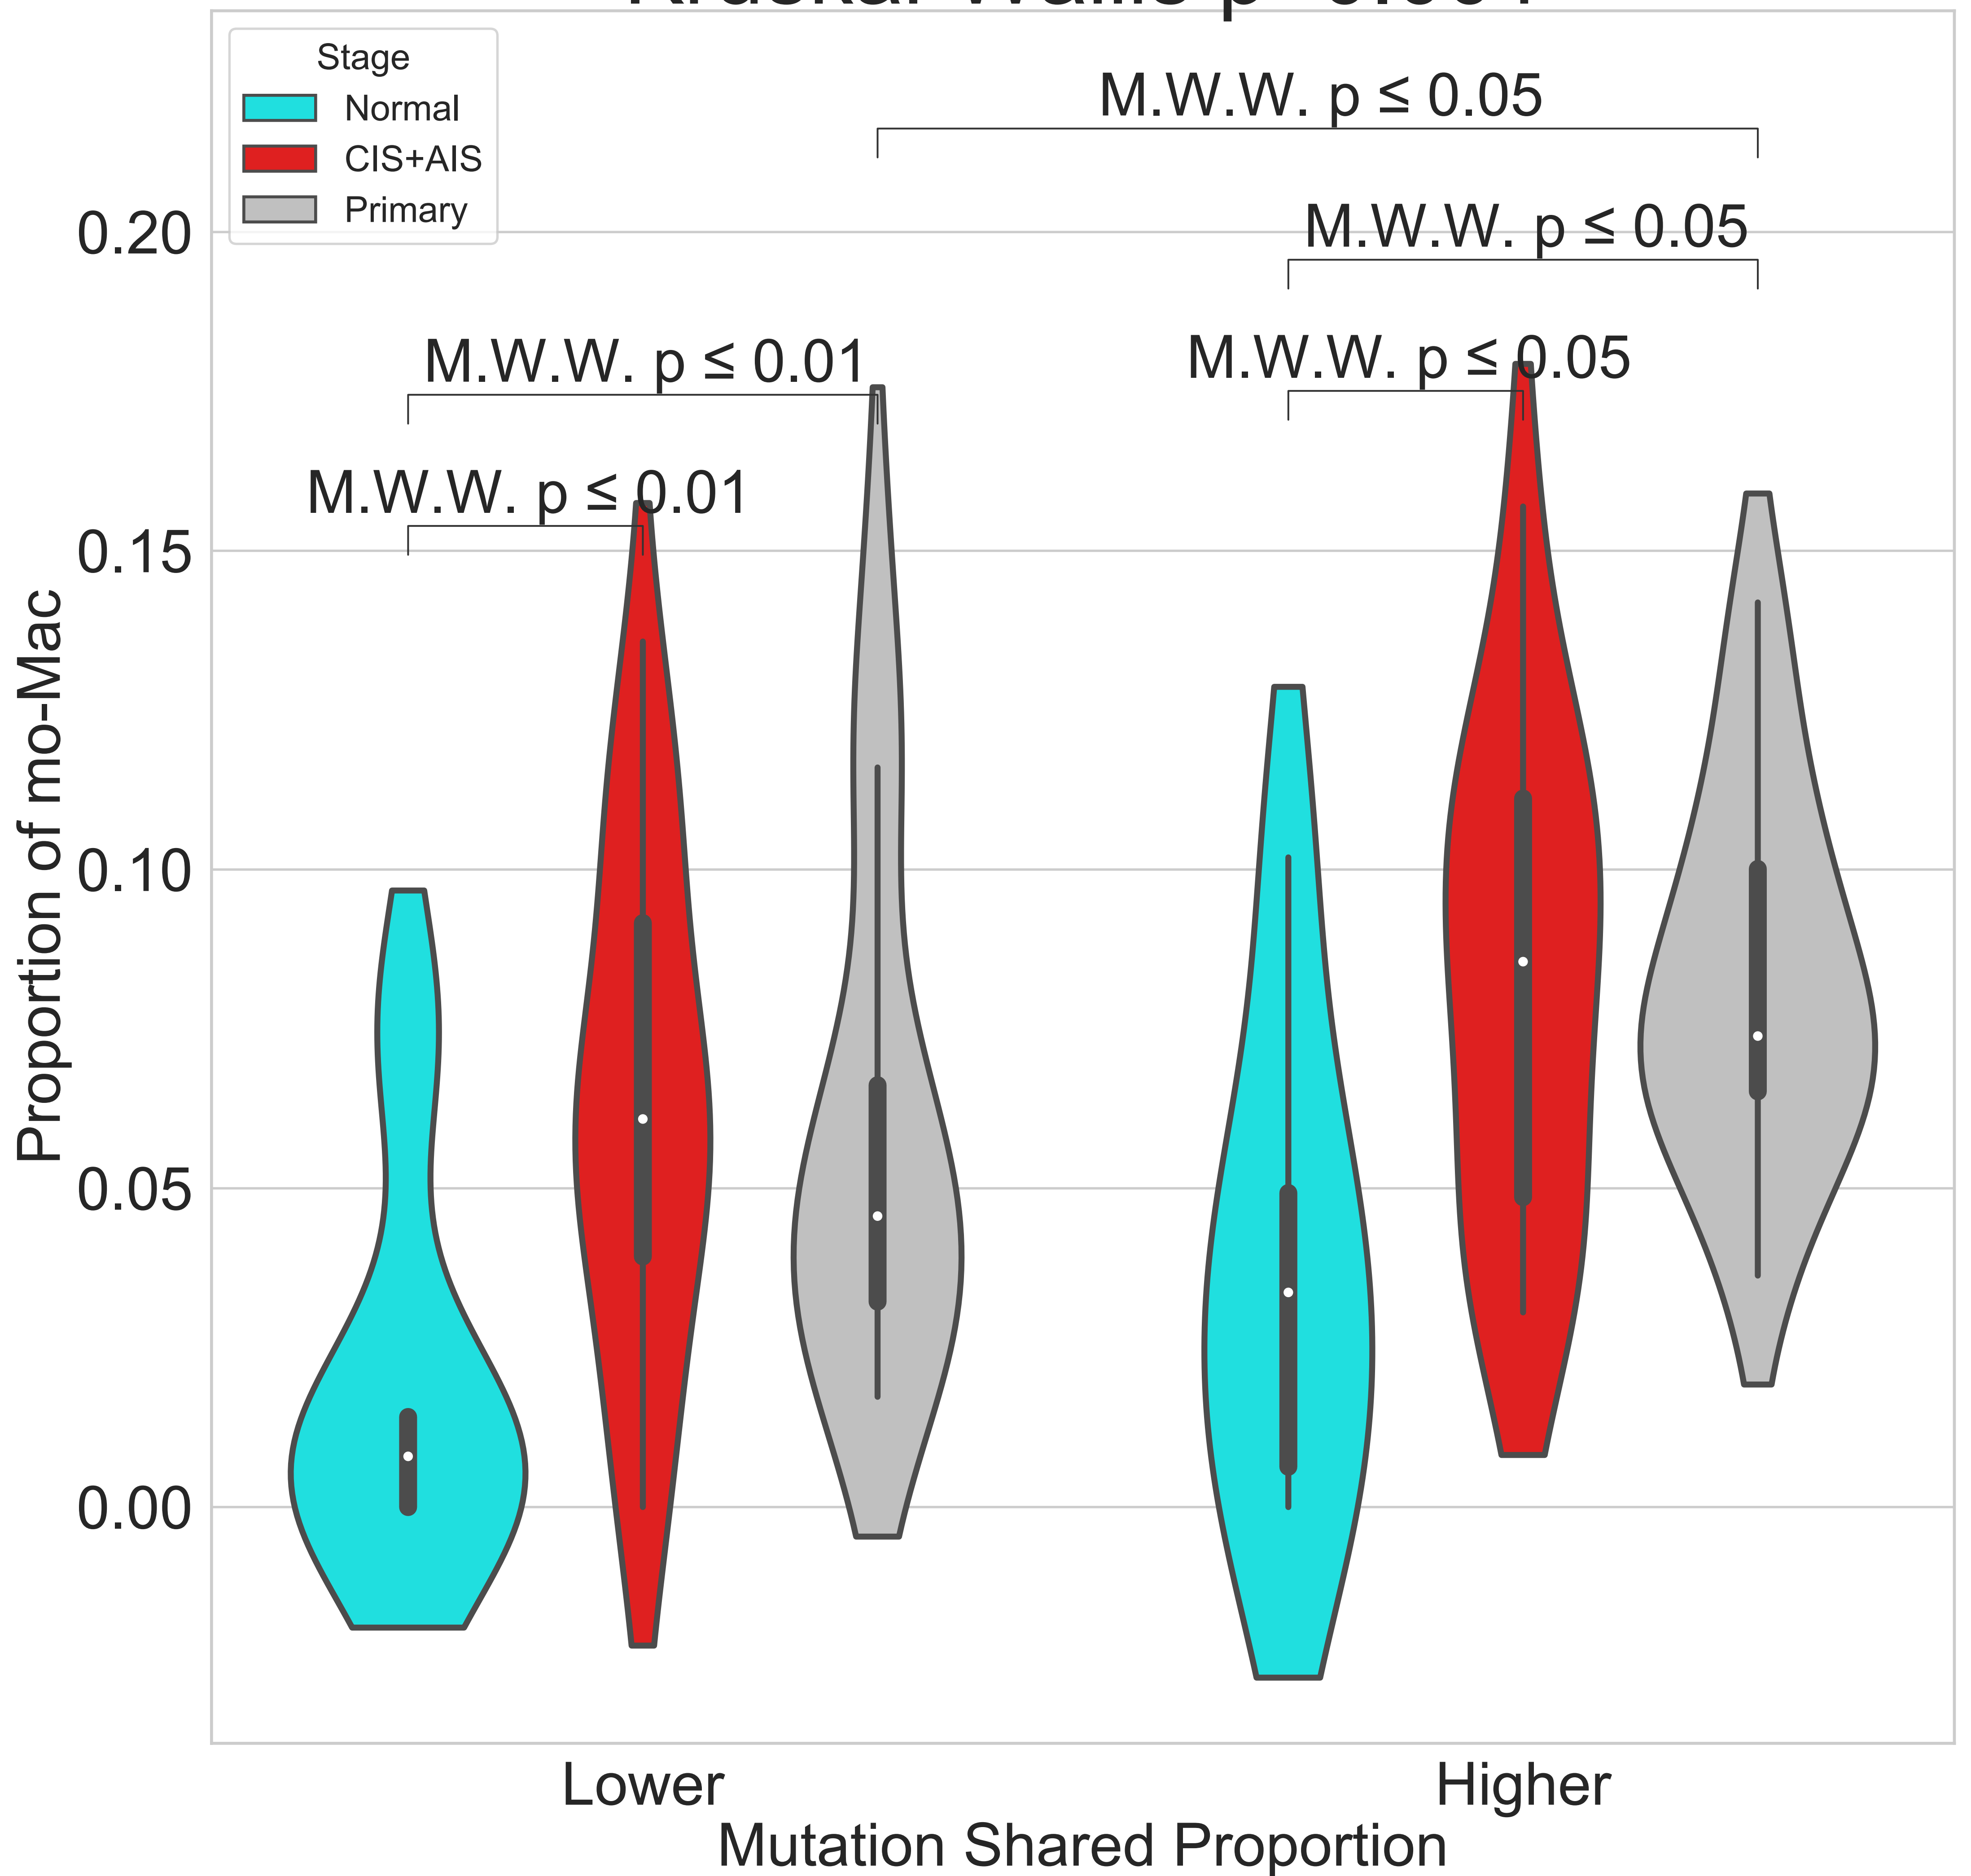 Stage
Normal
CIS+AIS
Primary
M.W.W. p ≤ 0.05
M.W.W. p ≤ 0.05
M.W.W. p ≤ 0.01
M.W.W. p ≤ 0.05
M.W.W. p ≤ 0.01
0.20
0.15
0.10
0.05
0.00
Proportion of mo-Mac
Lower
Higher
Mutation Shared Proportion